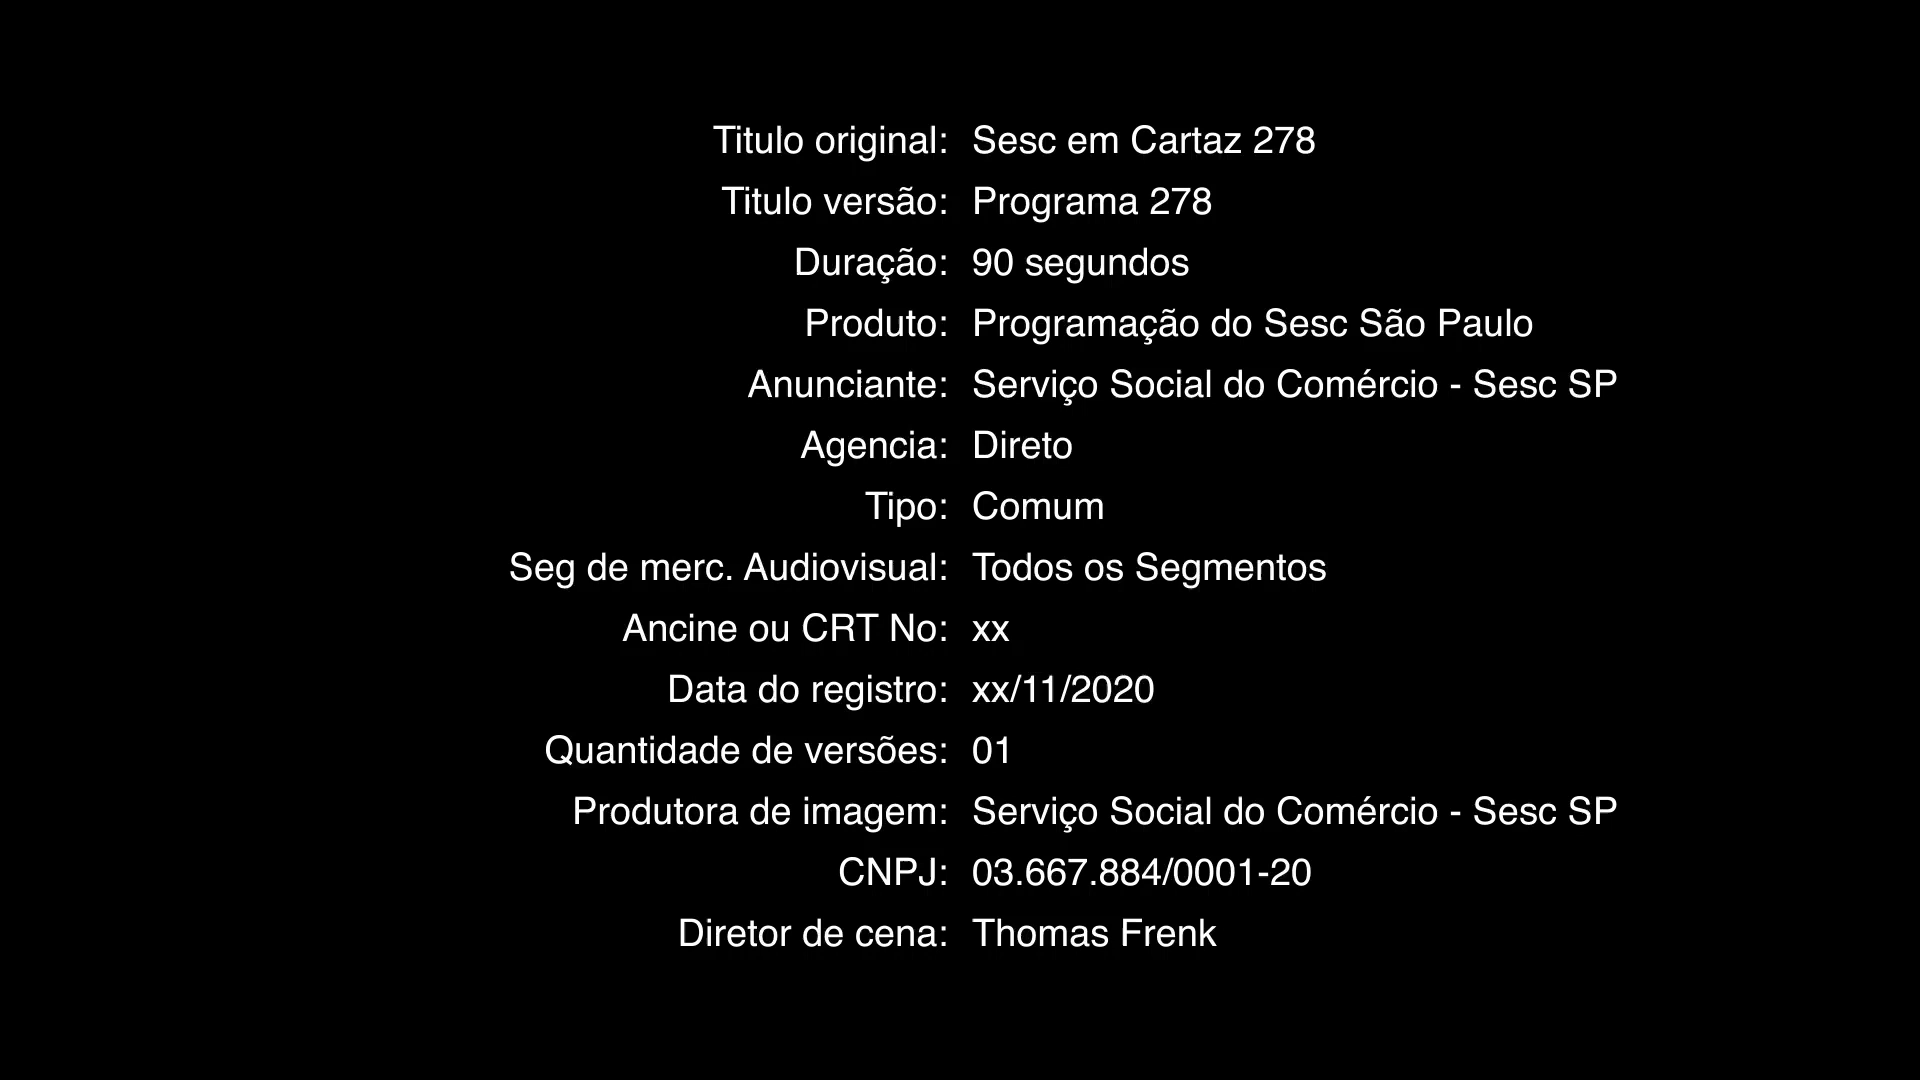 Titulo original: Sesc em Cartaz 278
Titulo versão: Programa 278
Duração: 90 segundos
Produto: Programação do Sesc São Paulo
Anunciante: Serviço Social do Comércio - Sesc SP
Agencia: Direto
Tipo: Comum
Seg de merc. Audiovisual: Todos os Segmentos
Ancine ou CRT No: xx
Data do registro: xx/11/2020
Quantidade de versões: 01
Produtora de imagem: Serviço Social do Comércio - Sesc SP
CNPJ: 03.667.884/0001-20
Diretor de cena: Thomas Frenk